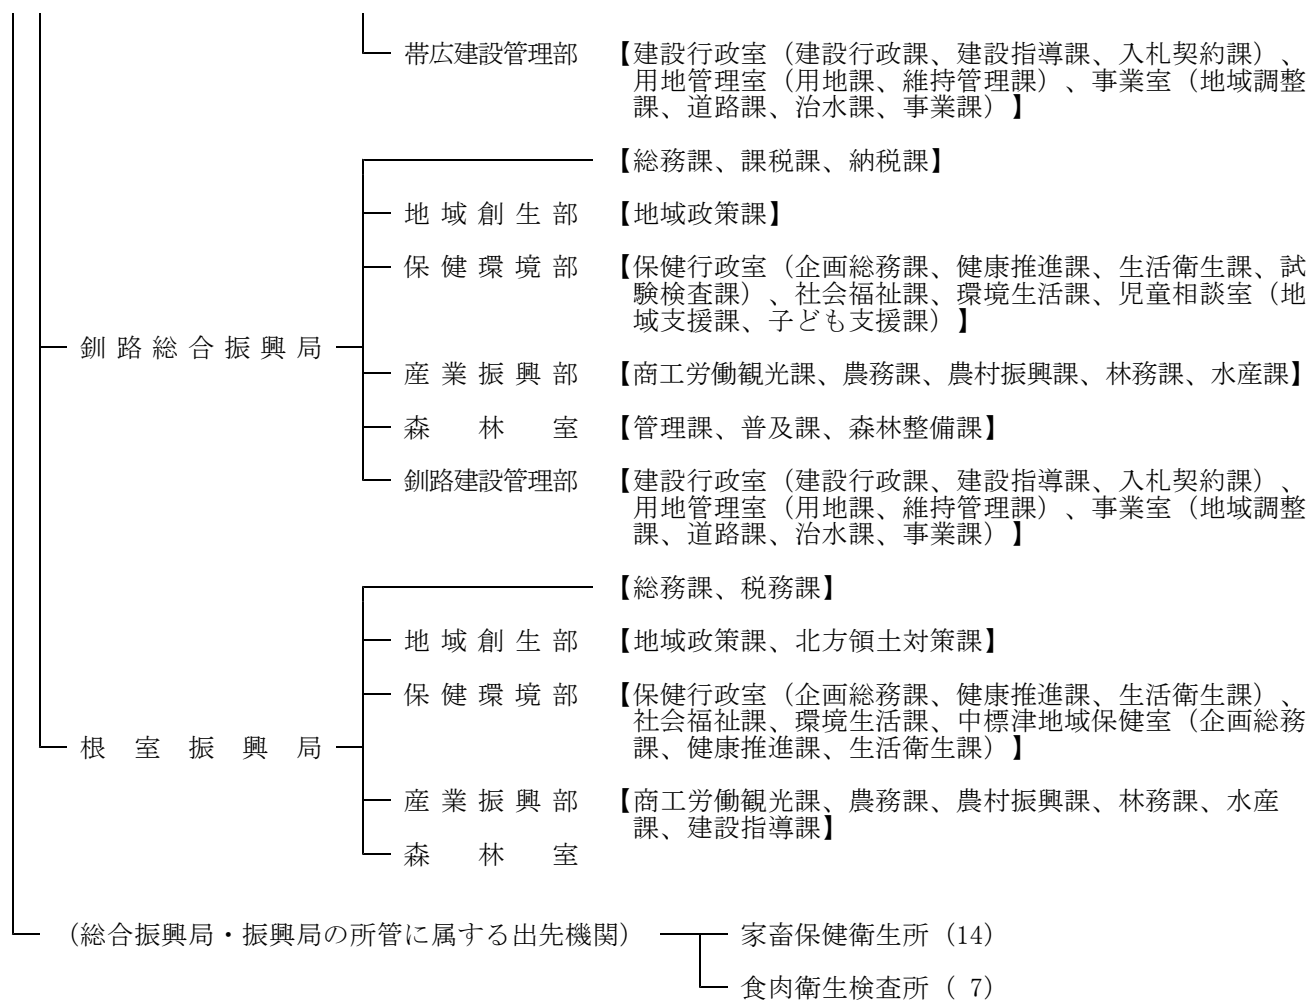 帯広建設管理部 【建設行政室（建設行政課、建設指導課、入札契約課）、
用地管理室（用地課、維持管理課）、事業室（地域調整
課、道路課、治水課、事業課）】
【総務課、課税課、納税課】
地域創生部 【地域政策課】
保健環境部 【保健行政室（企画総務課、健康推進課、生活衛生課、試
験検査課）、社会福祉課、環境生活課、児童相談室（地
域支援課、子ども支援課）】
釧路総合振興局
産業振興部 【商工労働観光課、農務課、農村振興課、林務課、水産課】
森林室 【管理課、普及課、森林整備課】
釧路建設管理部 【建設行政室（建設行政課、建設指導課、入札契約課）、
用地管理室（用地課、維持管理課）、事業室（地域調整
課、道路課、治水課、事業課）】
【総務課、税務課】
地域創生部 【地域政策課、北方領土対策課】
保健環境部 【保健行政室（企画総務課、健康推進課、生活衛生課）、
社会福祉課、環境生活課、中標津地域保健室（企画総務
課、健康推進課、生活衛生課）】
根室振興局
産業振興部 【商工労働観光課、農務課、農村振興課、林務課、水産
課、建設指導課】
森林室
（総合振興局・振興局の所管に属する出先機関） 家畜保健衛生所（14）
食肉衛生検査所（ 7）